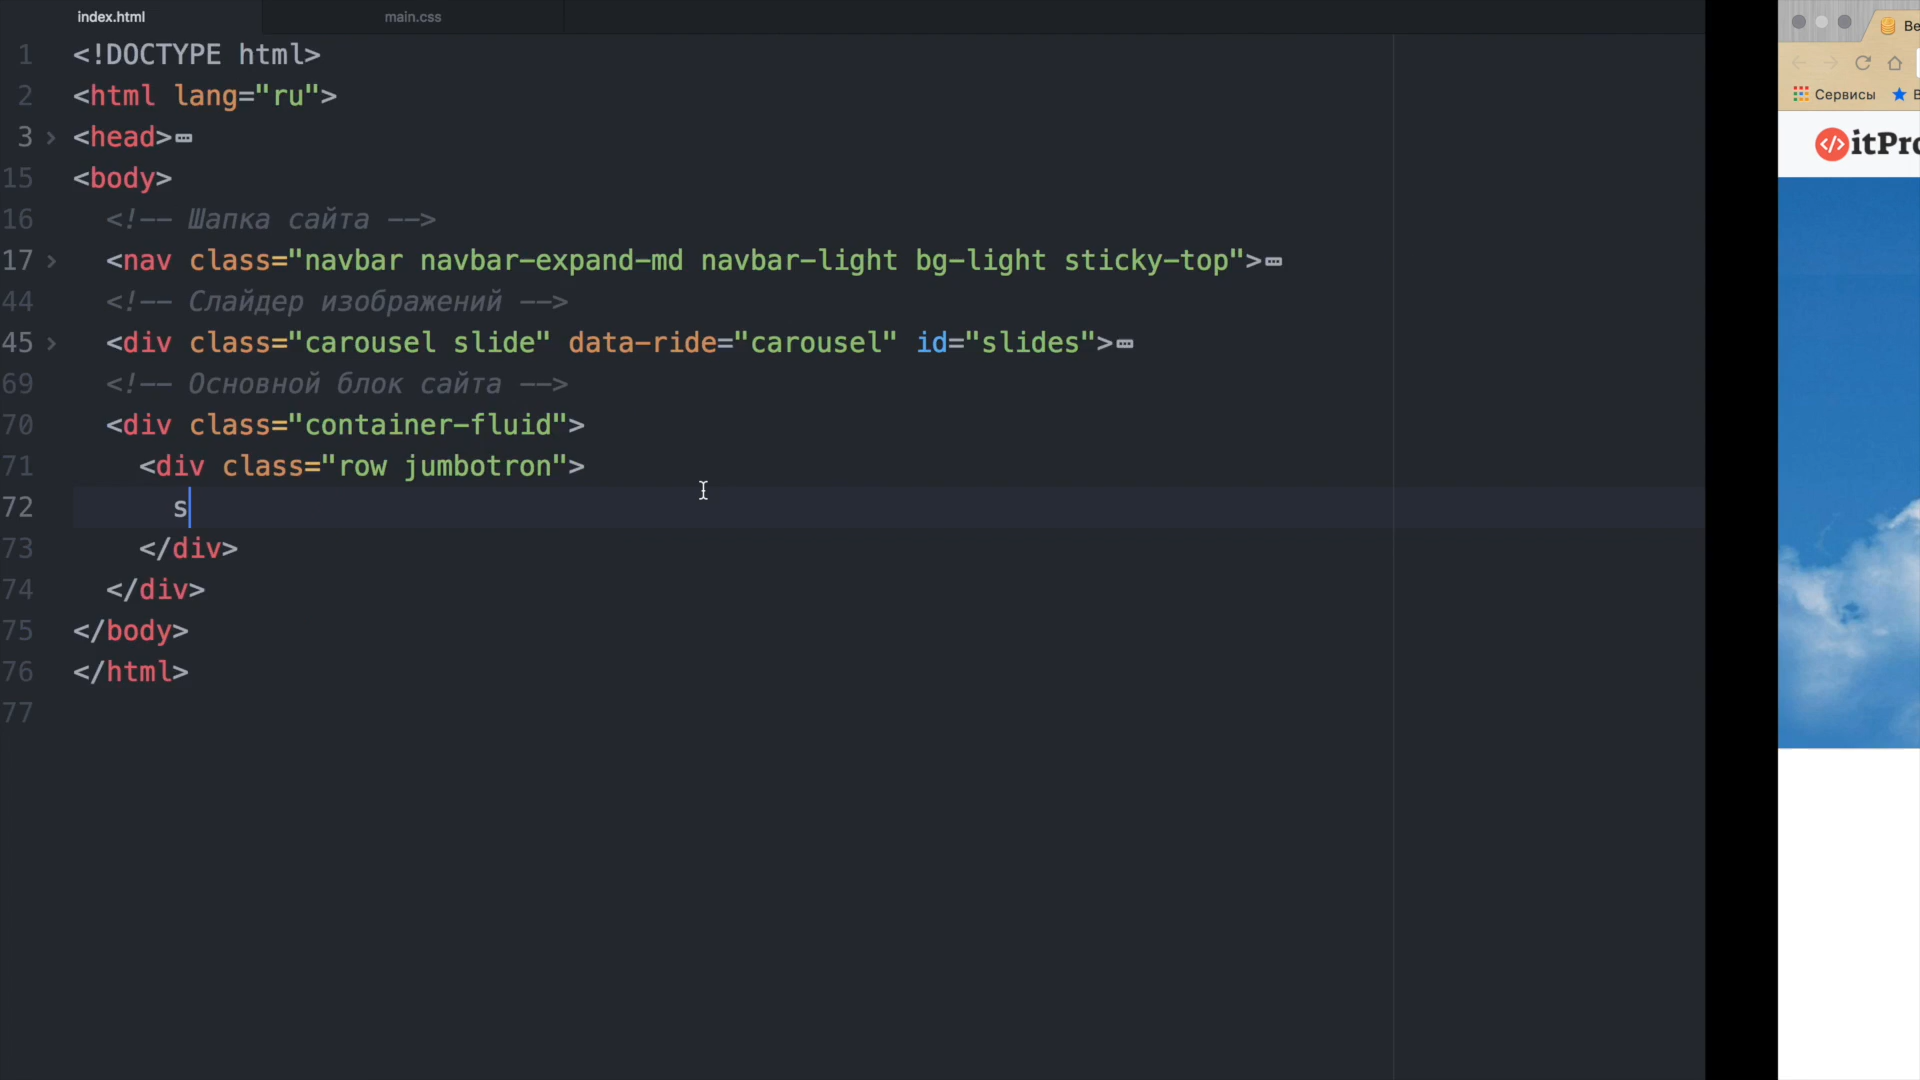 index.html
main.css
1 <!DOCTYPE html>
2 <html lang="ru">
3 <head>
15 <body>
16 <!-- Шапка сайта -->
17 <nav class="navbar navbar-expand-md navbar-light bg-light sticky-top">
44 <!-- Слайдер изображений -->
45 <div class="carousel slide" data-ride="carousel" id="slides">
69 <!-- Основной блок сайта -->
70 <div class="container-fluid">
71 <div class="row jumbotron">
72 s
73 </div>
74 </div>
75 </body>
76 </html>
77
Ве
Сервисы В
</> itPro